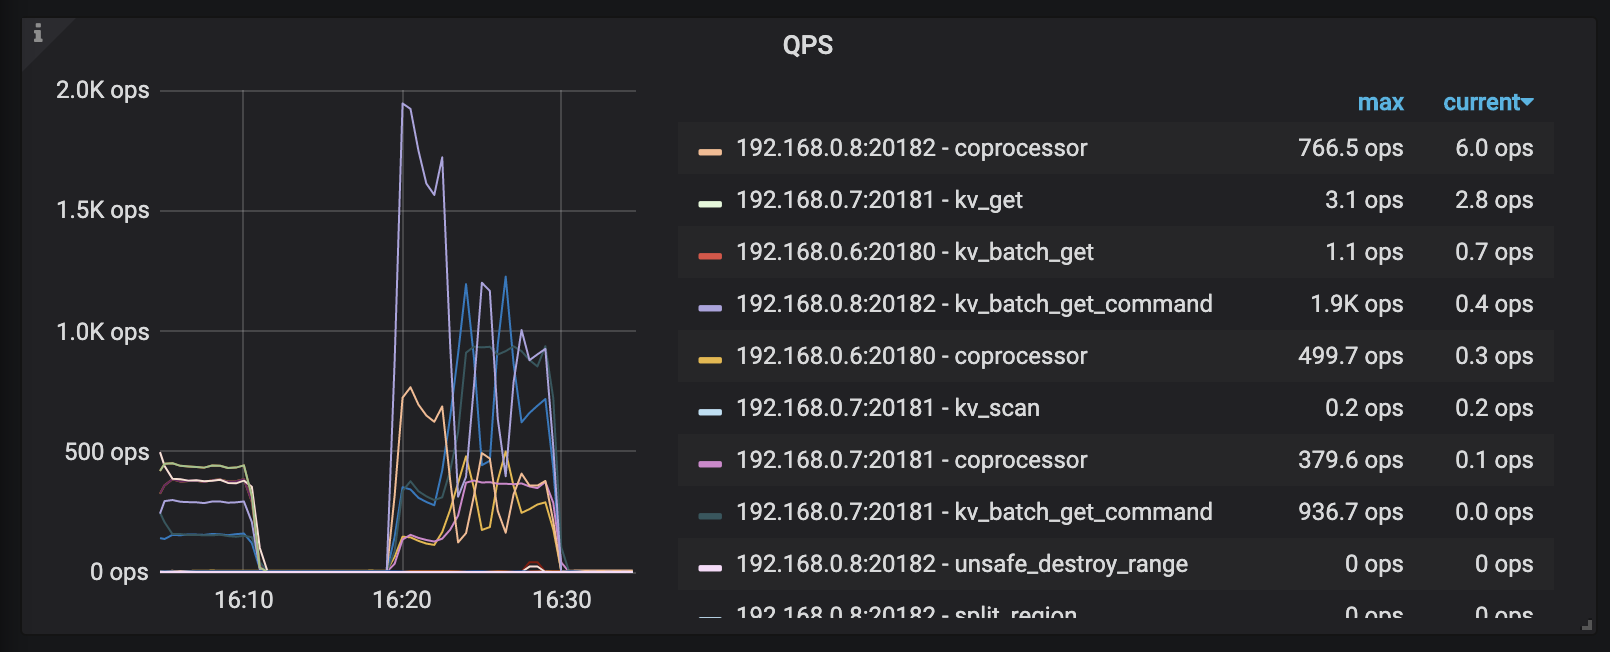 QPS
2.0K ops
1.5K ops
1.0K ops
500 ops
0 ops
16:10 16:20 16:30
max current
192.168.0.8:20182 - coprocessor 766.5 ops 6.0 ops
192.168.0.7:20181 - kv_get 3.1 ops 2.8 ops
192.168.0.6:20180 - kv_batch_get 1.1 ops 0.7 ops
192.168.0.8:20182 - kv_batch_get_command 1.9K ops 0.4 ops
192.168.0.6:20180 - coprocessor 499.7 ops 0.3 ops
192.168.0.7:20181 - kv_scan 0.2 ops 0.2 ops
192.168.0.7:20181 - coprocessor 379.6 ops 0.1 ops
192.168.0.7:20181 - kv_batch_get_command 936.7 ops 0.0 ops
192.168.0.8:20182 - unsafe_destroy_range 0 ops 0 ops
192.168.0.8:20182 - split_region 0 ops 0 ops